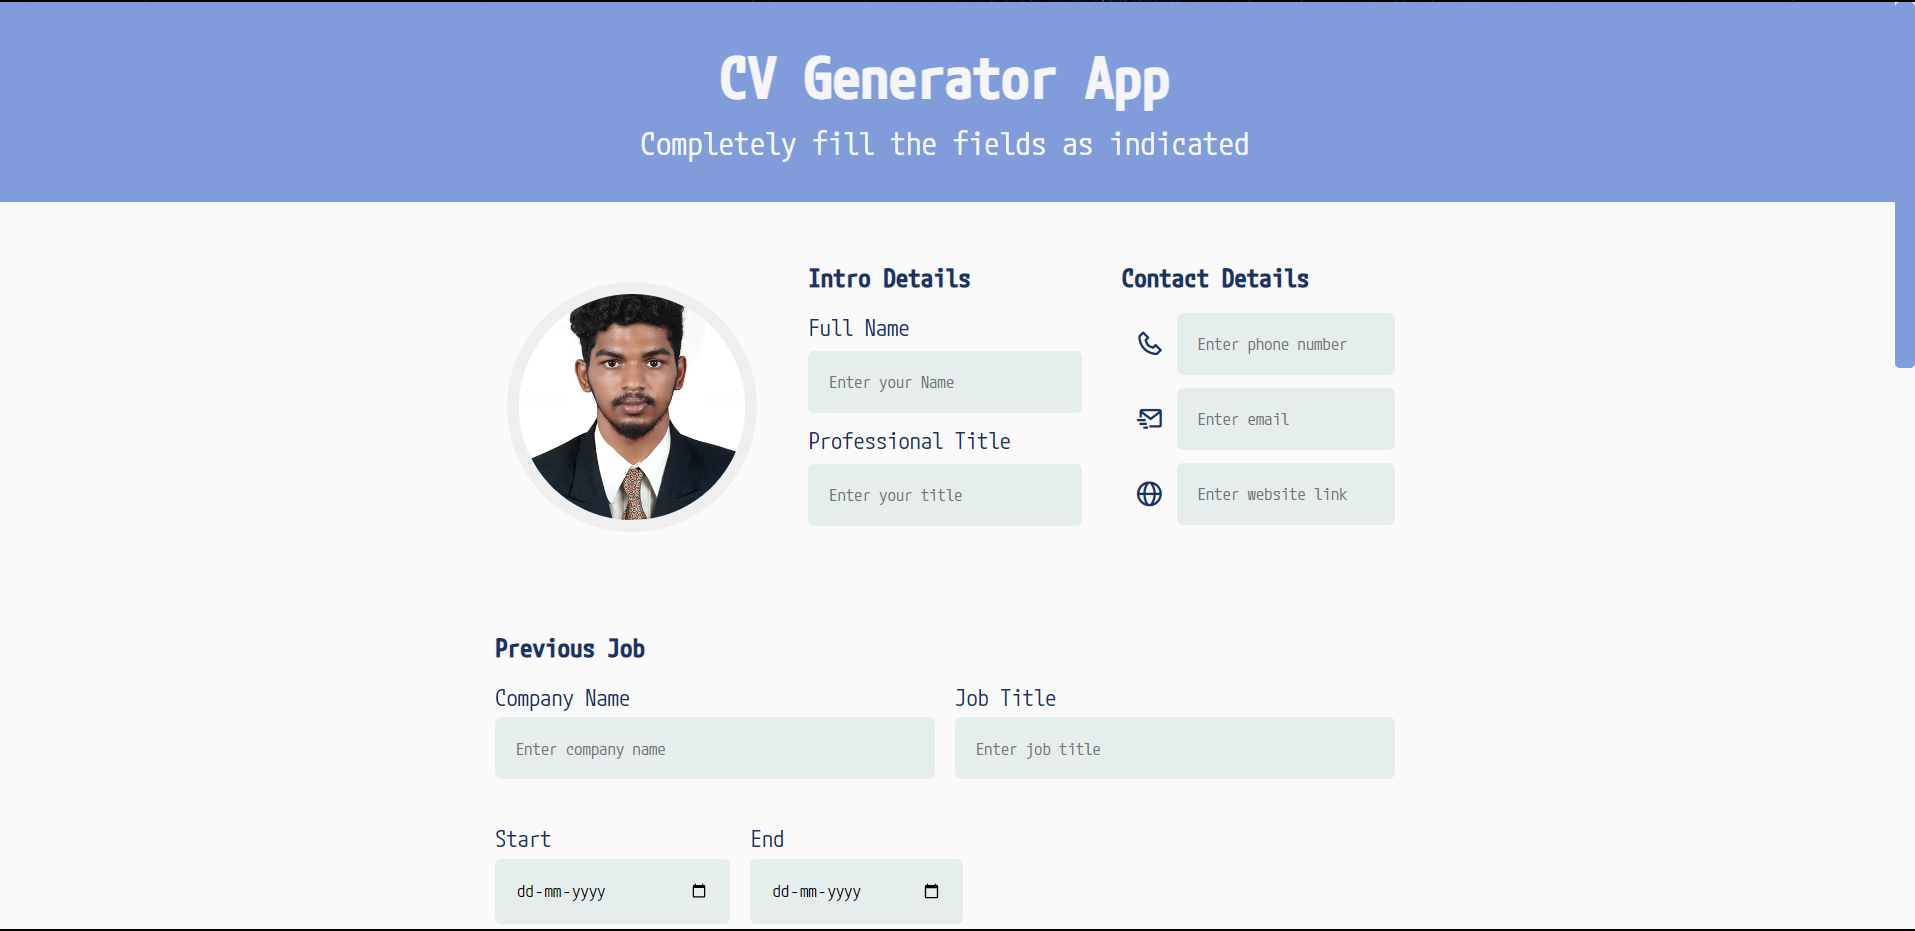 CV Generator App
Completely fill the fields as indicated
Intro Details
Full Name
Enter your Name
Professional Title
Enter your title
Contact Details
Enter phone number
Enter email
Enter website link
Previous Job
Company Name
Enter company name
Job Title
Enter job title
Start
dd-mm-yyyy
End
dd-mm-yyyy